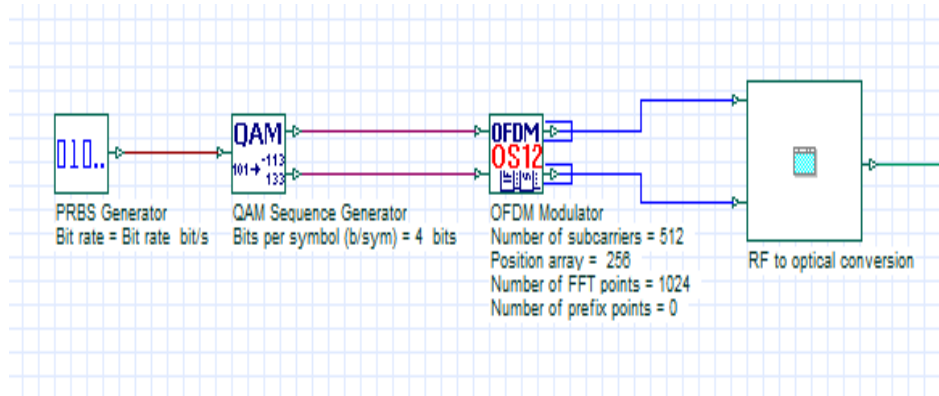 010..
PRBS Generator
Bit rate = Bit rate bit/s
QAM
101→ -113
133
QAM Sequence Generator
Bits per symbol (b/sym) = 4 bits
OFDM
OS12
OFDM Modulator
Number of subcarriers = 512
Position array = 256
Number of FFT points = 1024
Number of prefix points = 0
RF to optical conversion